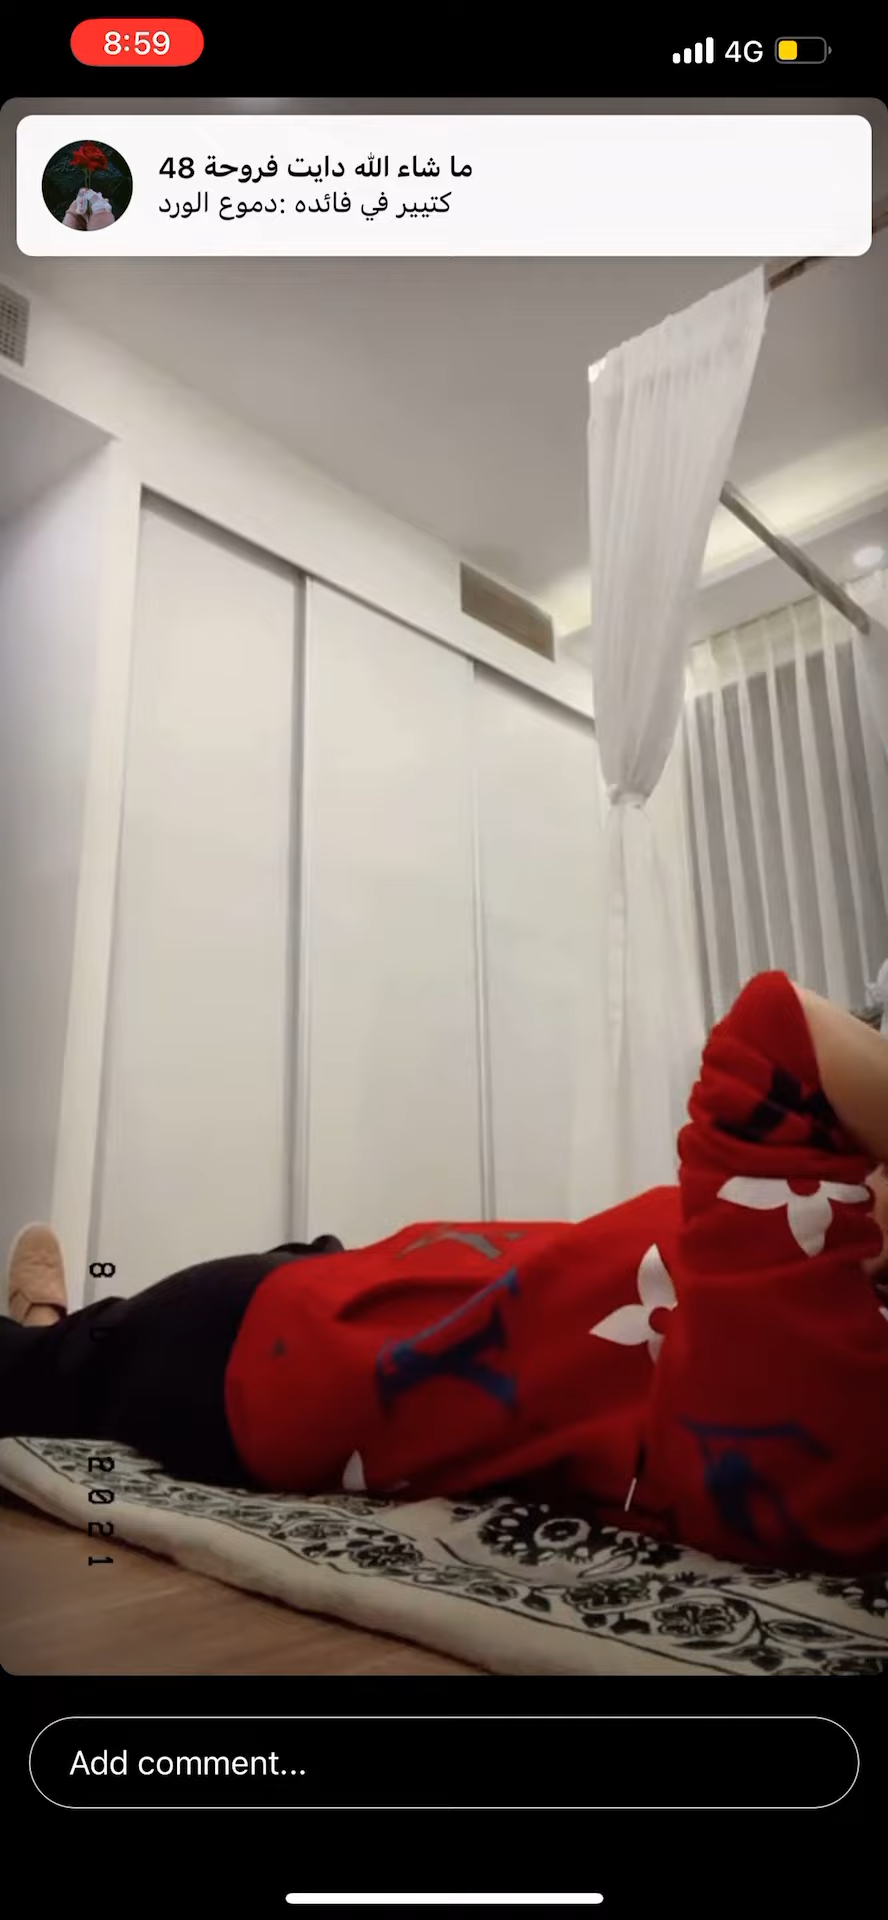 8:59
4G
ما شاء الله دايت فروحة 48
كتيير في فائده :دموع الورد
8
2021
Add comment...